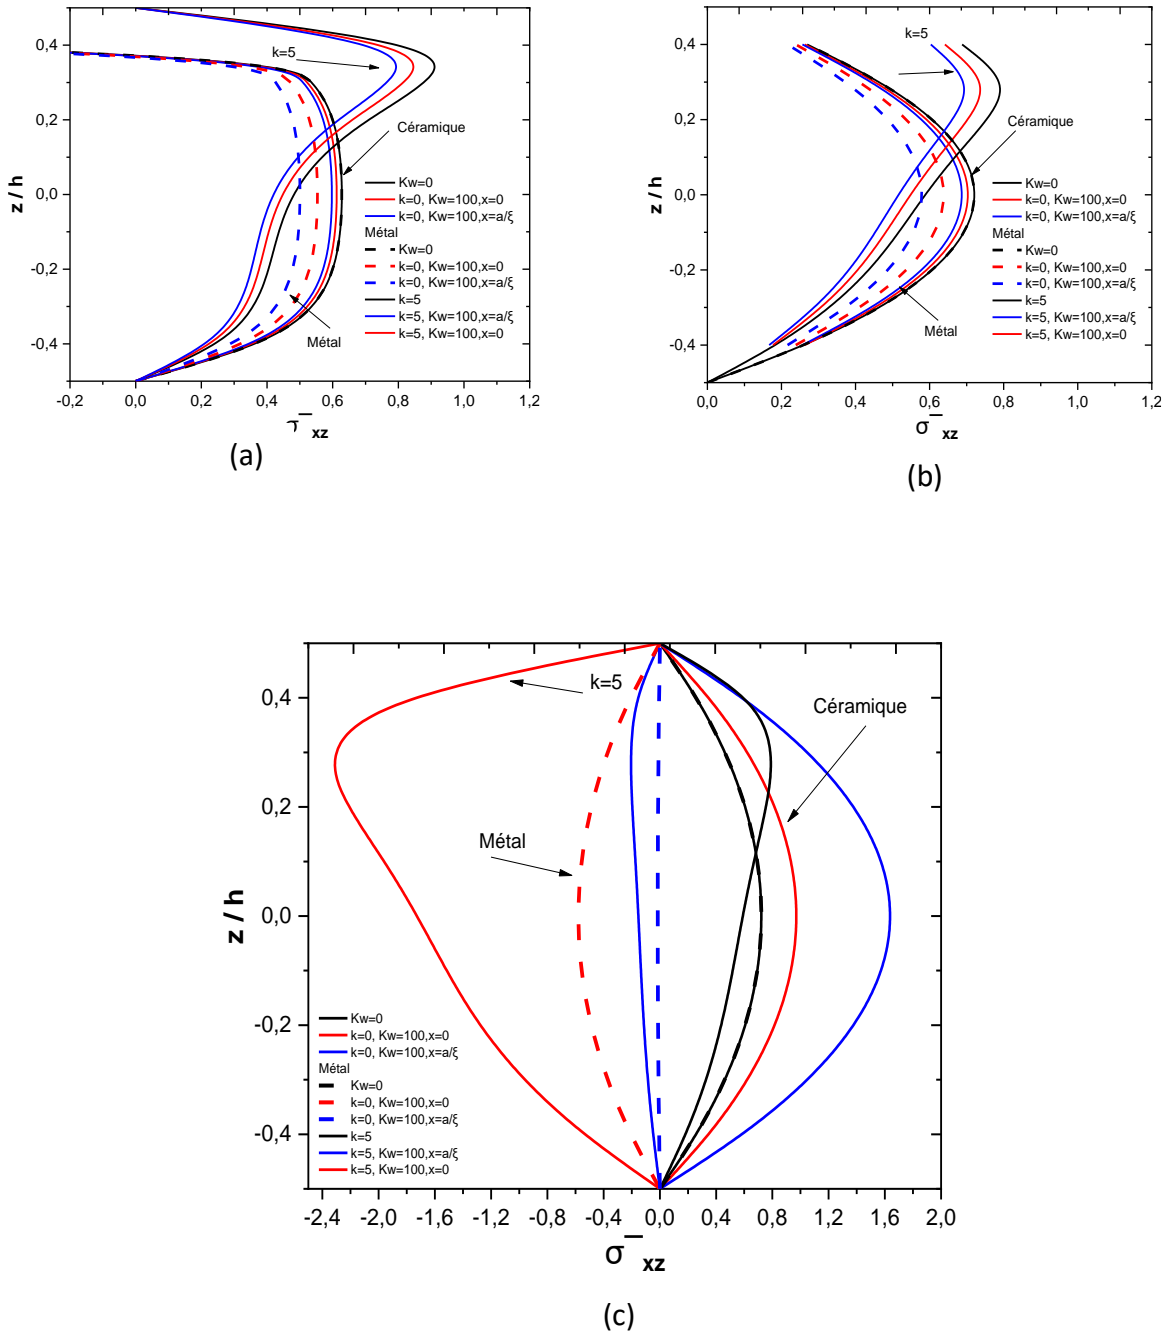 0,4
0,2
0,0
-0,2
-0,4
z / h
k=5
Céramique
Kw=0
k=0, Kw=100,x=0
k=0, Kw=100,x=a/ξ
Métal
Kw=0
k=0, Kw=100,x=0
k=0, Kw=100,x=a/ξ
k=5
k=5, Kw=100,x=a/ξ
k=5, Kw=100,x=0
Métal
-0,2 0,0 0,2 0,4 0,6 0,8 1,0 1,2
xz
(a)
0,4
0,2
0,0
-0,2
-0,4
z / h
k=5
Céramique
Kw=0
k=0, Kw=100,x=0
k=0, Kw=100,x=a/ξ
Métal
Kw=0
k=0, Kw=100,x=0
k=0, Kw=100,x=a/ξ
k=5
k=5, Kw=100,x=a/ξ
k=5, Kw=100,x=0
Métal
0,0 0,2 0,4 0,6 0,8 1,0 1,2
σ‾xz
(b)
0,4
0,2
0,0
-0,2
-0,4
z / h
k=5
Céramique
Métal
Kw=0
k=0, Kw=100,x=0
k=0, Kw=100,x=a/ξ
Métal
Kw=0
k=0, Kw=100,x=0
k=0, Kw=100,x=a/ξ
k=5
k=5, Kw=100,x=a/ξ
k=5, Kw=100,x=0
-2,4 -2,0 -1,6 -1,2 -0,8 -0,4 0,0 0,4 0,8 1,2 1,6 2,0
σ‾xz
(c)